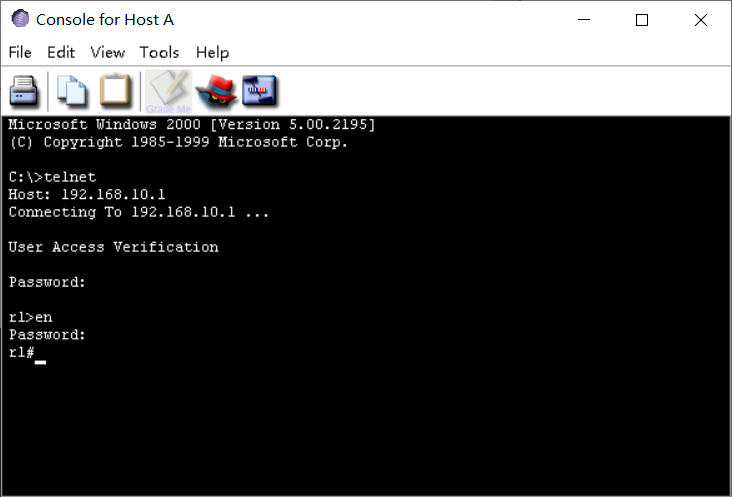 Console for Host A
File Edit View Tools Help
Grade Me
Microsoft Windows 2000 [Version 5.00.2195]
(C) Copyright 1985-1999 Microsoft Corp.
C:\>telnet
Host: 192.168.10.1
Connecting To 192.168.10.1 ...
User Access Verification
Password:
r1>en
Password:
r1#